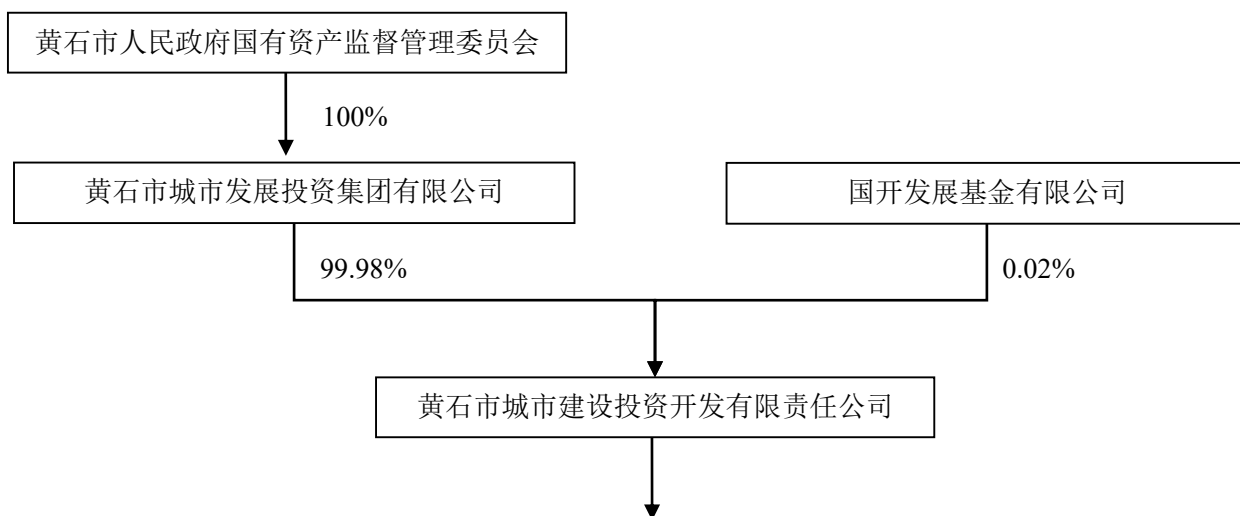 黄石市人民政府国有资产监督管理委员会
100%
黄石市城市发展投资集团有限公司
国开发展基金有限公司
99.98%
0.02%
黄石市城市建设投资开发有限责任公司